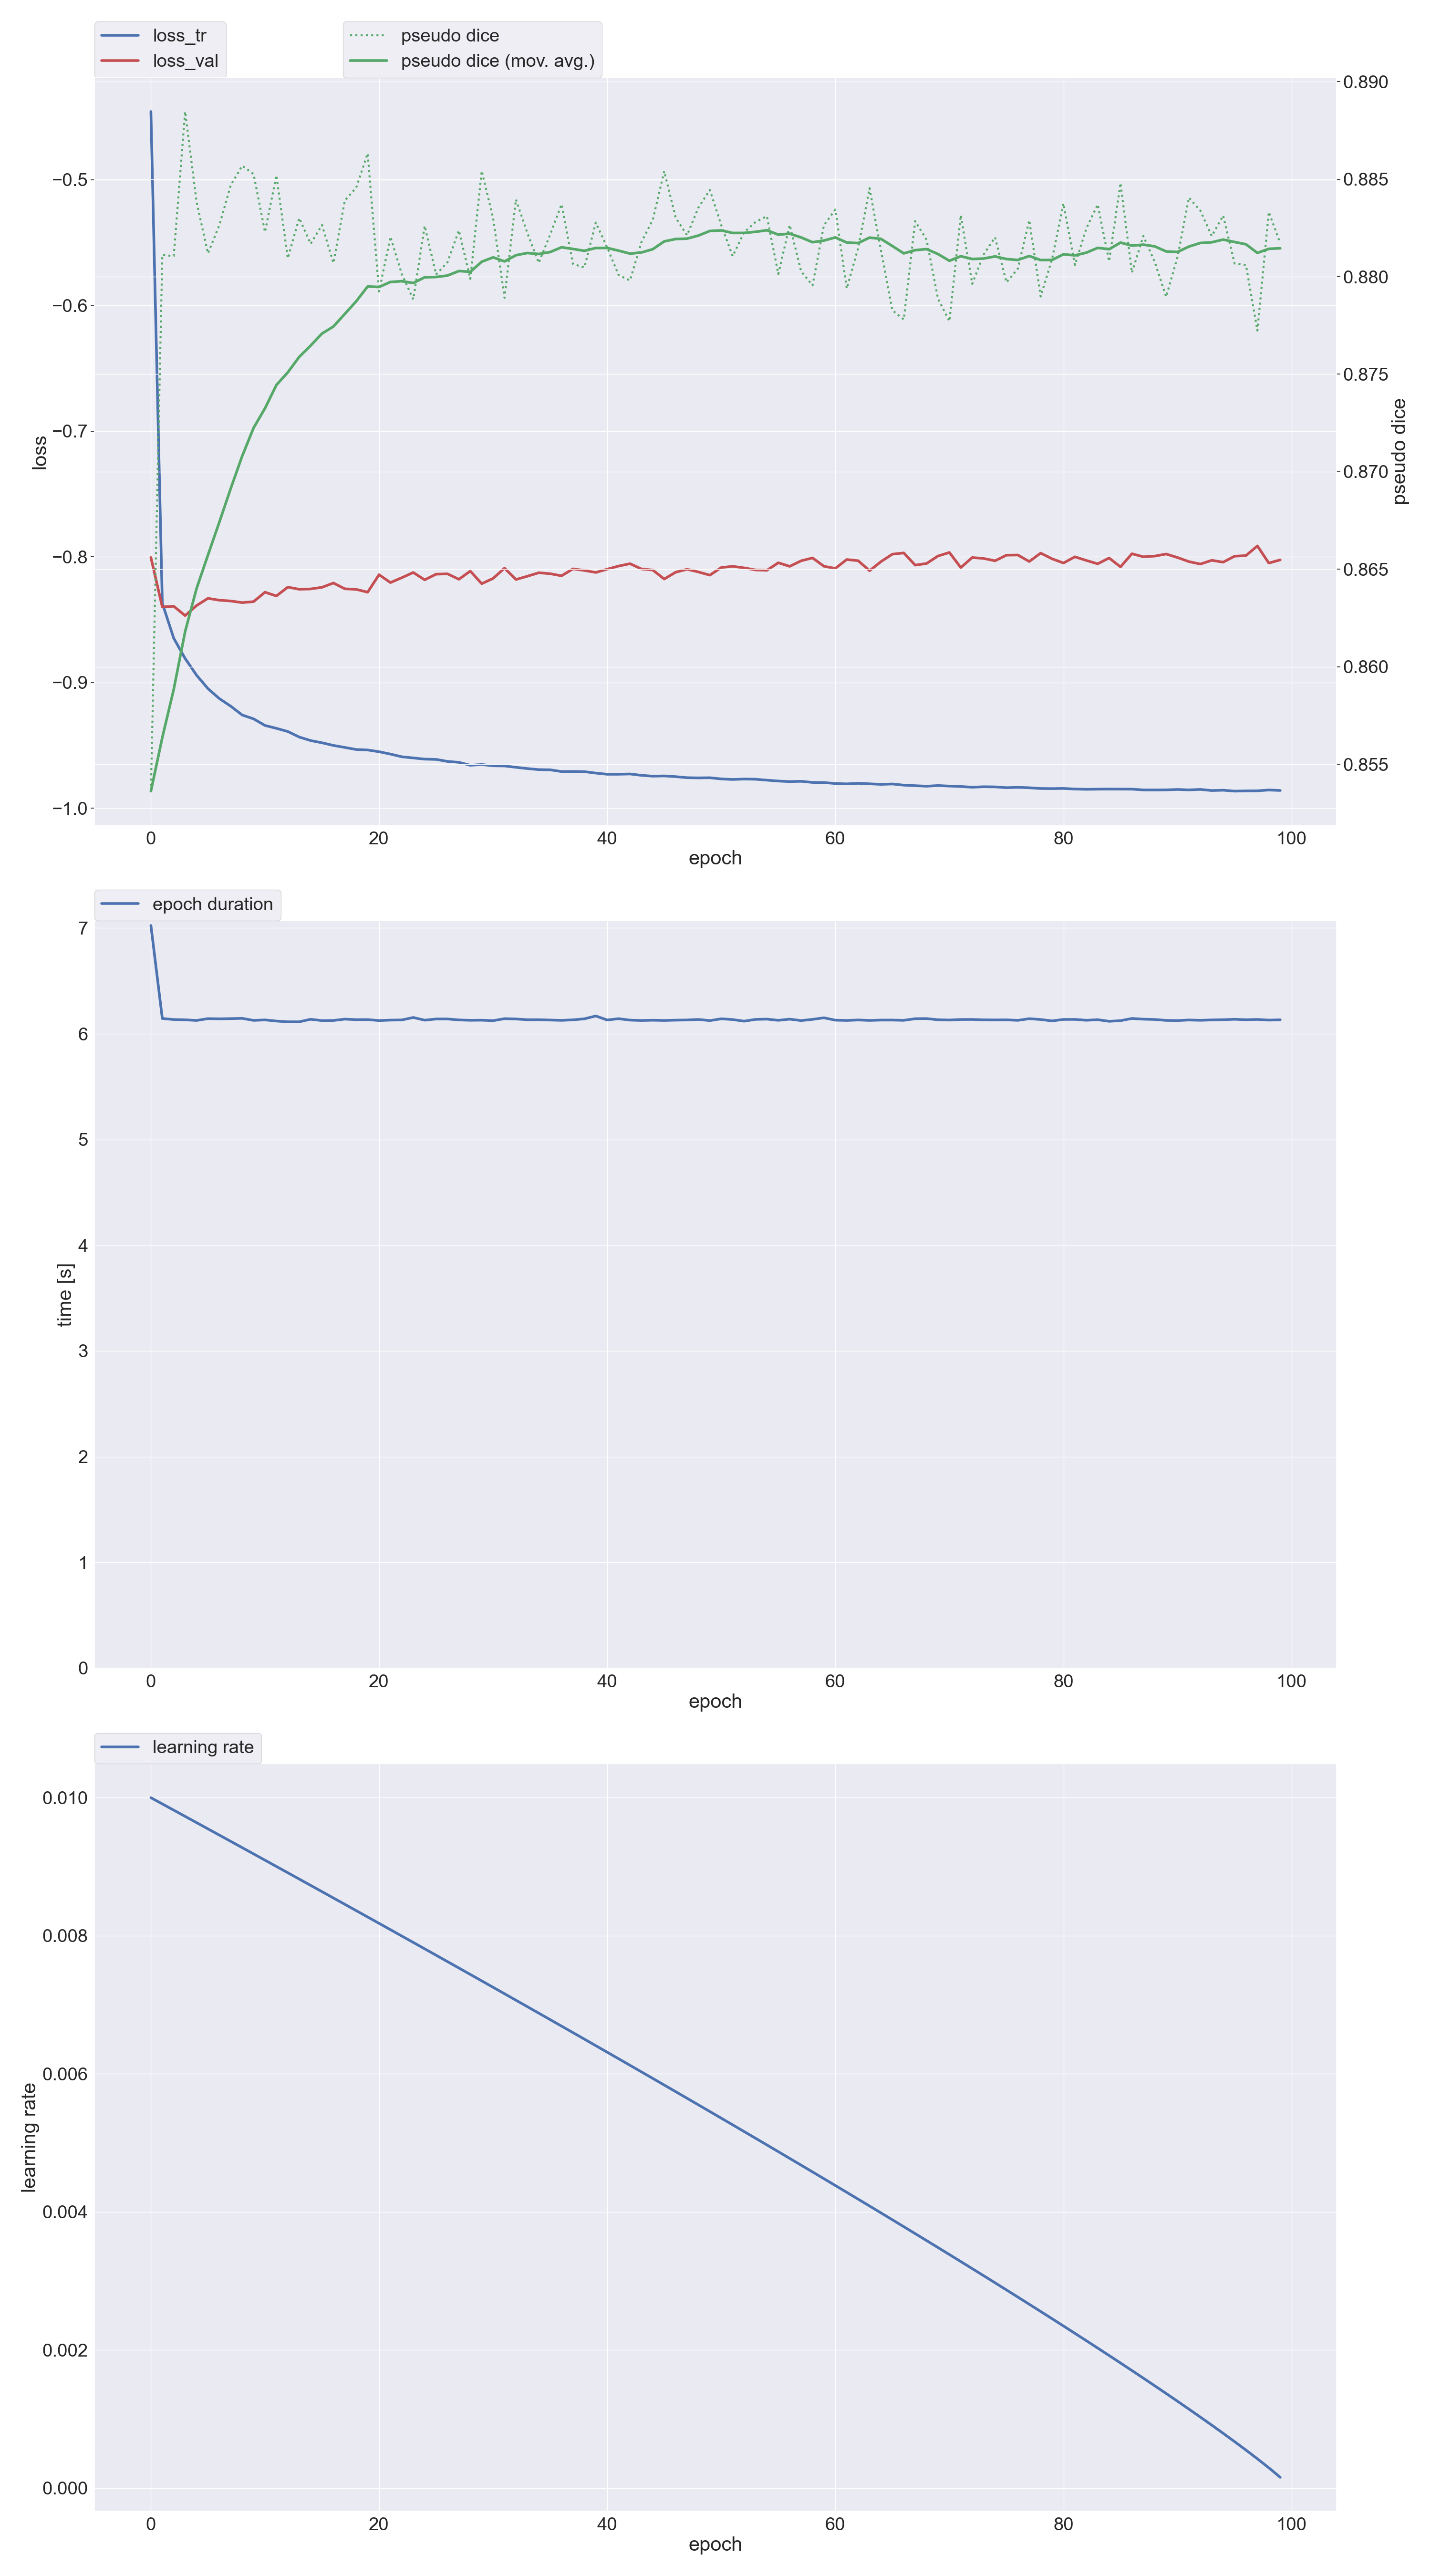 loss_tr
loss_val
pseudo dice
pseudo dice (mov. avg.)
0.890
−0.5
0.885
0.880
−0.6
0.875
−0.7
loss
pseudo dice
0.870
−0.8
0.865
−0.9
0.860
0.855
−1.0
0 20 40 60 80 100
epoch
epoch duration
7
6
5
4
time [s]
3
2
1
0
0 20 40 60 80 100
epoch
learning rate
0.010
0.008
0.006
learning rate
0.004
0.002
0.000
0 20 40 60 80 100
epoch